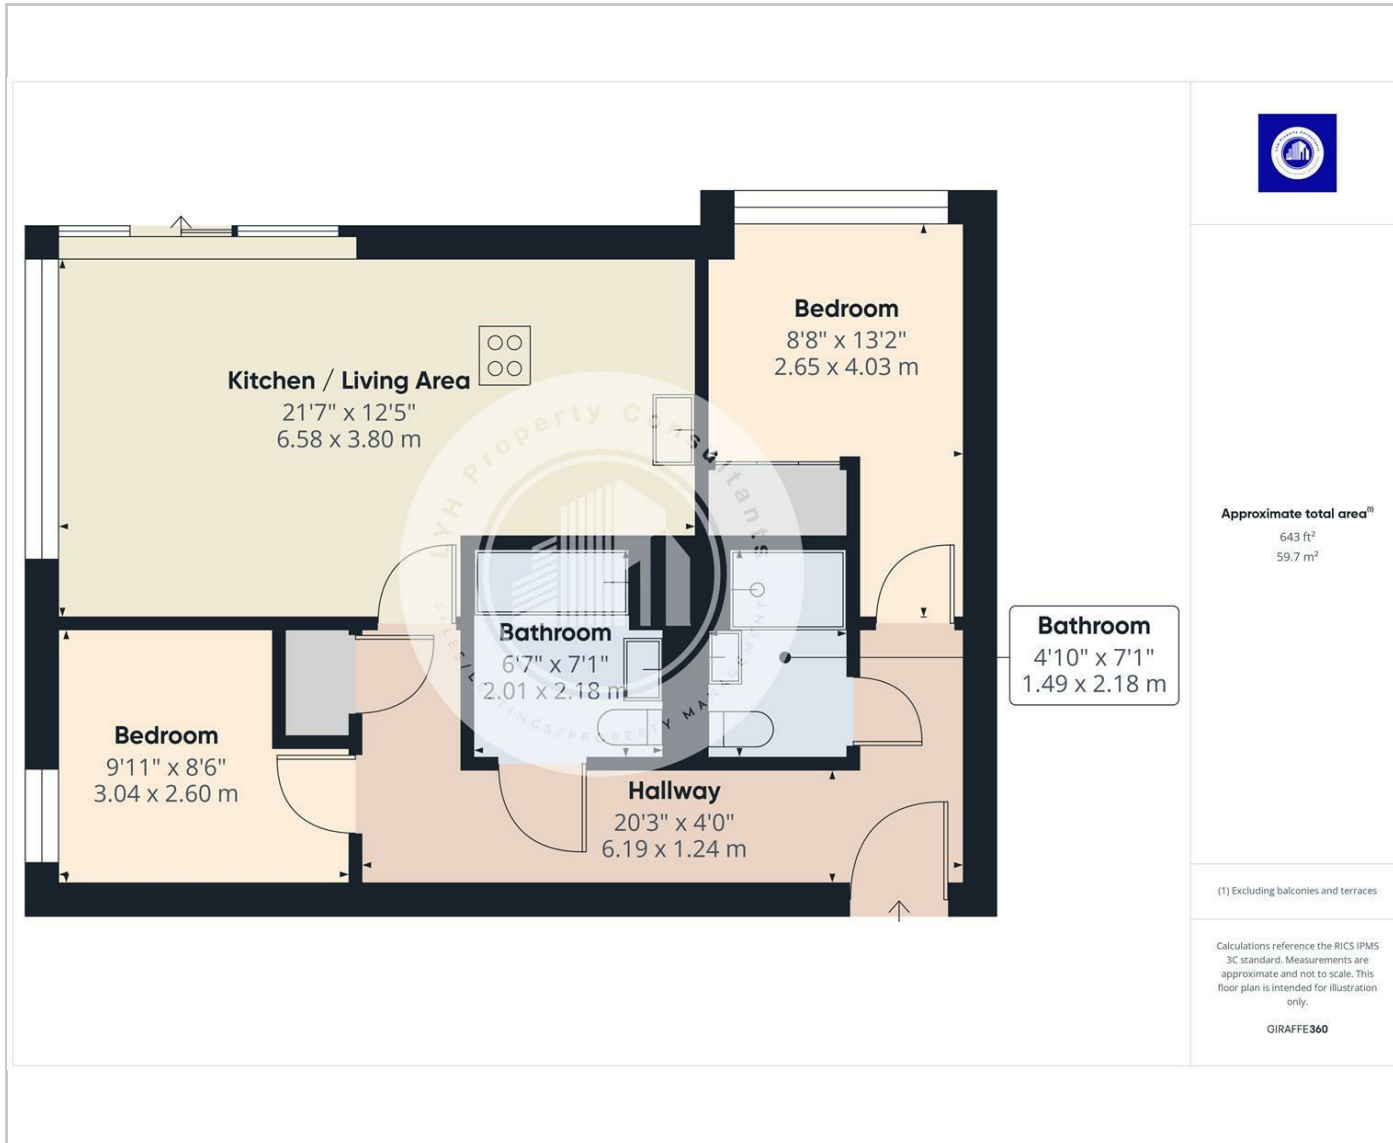 Kitchen / Living Area
21'7" x 12'5"
6.58 x 3.80 m
Bedroom
8'8" x 13'2"
2.65 x 4.03 m
Bathroom
6'7" x 7'1"
2.01 x 2.18 m
Bathroom
4'10" x 7'1"
1.49 x 2.18 m
Bedroom
9'11" x 8'6"
3.04 x 2.60 m
Hallway
20'3" x 4'0"
6.19 x 1.24 m
LYH Property Consultants
SALES/LETTINGS/PROPERTY MANAGEMENT
Approximate total area(1)
643 ft²
59.7 m²
(1) Excluding balconies and terraces
Calculations reference the RICS IPMS
3C standard. Measurements are
approximate and not to scale. This
floor plan is intended for illustration
only.
GIRAFFE360